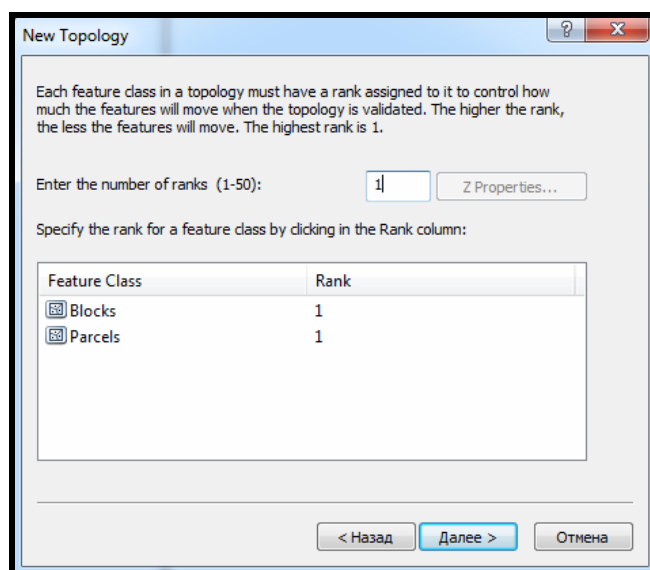 New Topology
Each feature class in a topology must have a rank assigned to it to control how
much the features will move when the topology is validated. The higher the rank,
the less the features will move. The highest rank is 1.
Enter the number of ranks (1-50): 1 Z Properties...
Specify the rank for a feature class by clicking in the Rank column:
Feature Class Rank
Blocks 1
Parcels 1
< Назад Далее > Отмена